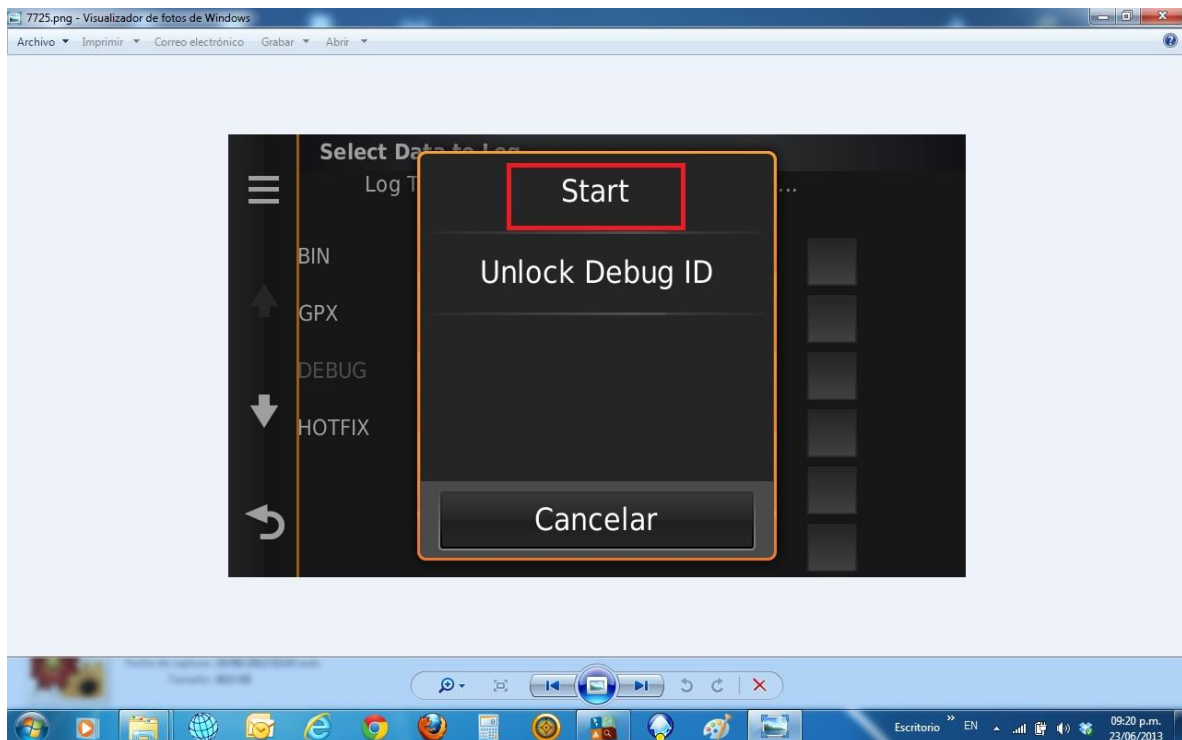 7725.png - Visualizador de fotos de Windows
Archivo Imprimir Correo electrónico Grabar Abrir
Select Data to Log
Log T ...
Start
BIN
Unlock Debug ID
GPX
DEBUG
HOTFIX
Cancelar
Escritorio » EN 09:20 p.m.
23/06/2013